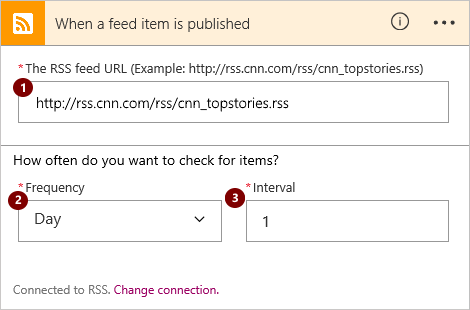 When a feed item is published
* The RSS feed URL (Example: http://rss.cnn.com/rss/cnn_topstories.rss)
1
http://rss.cnn.com/rss/cnn_topstories.rss
How often do you want to check for items?
* Frequency * Interval
2 3
Day 1
Connected to RSS. Change connection.